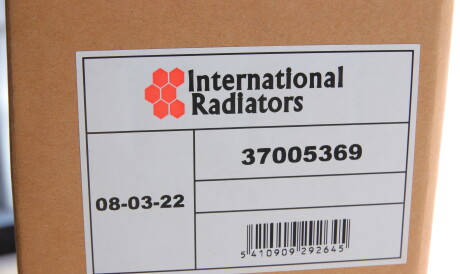 International
Radiators
37005369
08-03-22
5 410909 292645